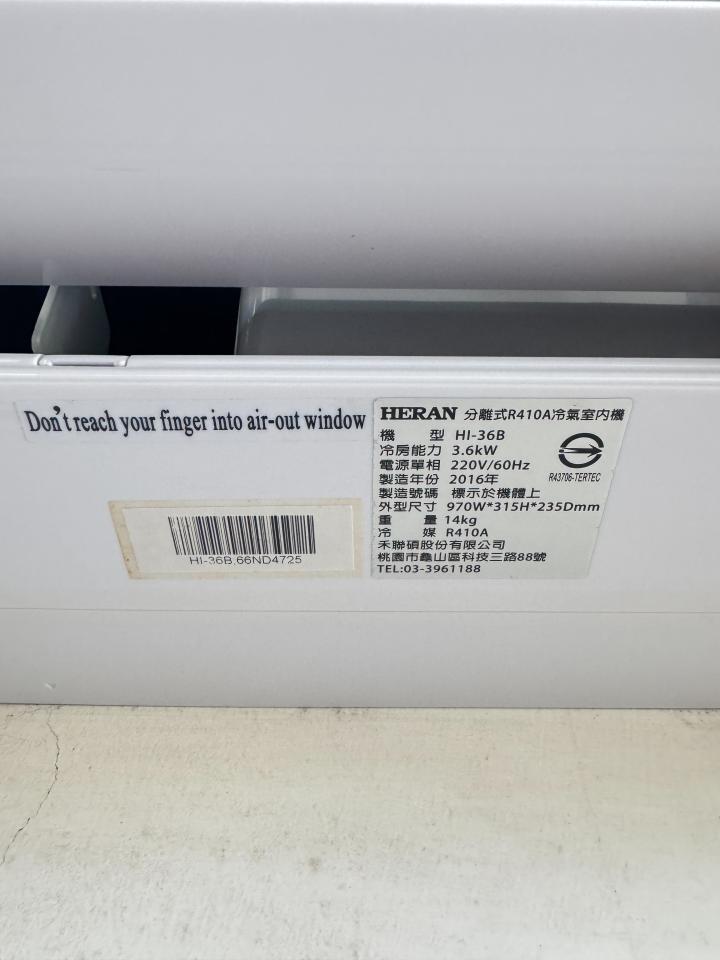 Don't reach your finger into air-out window
HERAN 分離式R410A冷氣室內機
機 型 HI-36B
冷房能力 3.6kW
電源單相 220V/60Hz
製造年份 2016年
製造號碼 標示於機體上
外型尺寸 970W*315H*235Dmm
重 量 14kg
冷 媒 R410A
禾聯碩股份有限公司
桃園市龜山區科技三路88號
TEL:03-3961188
R43706-TERTEC
HI-36B,66ND4725